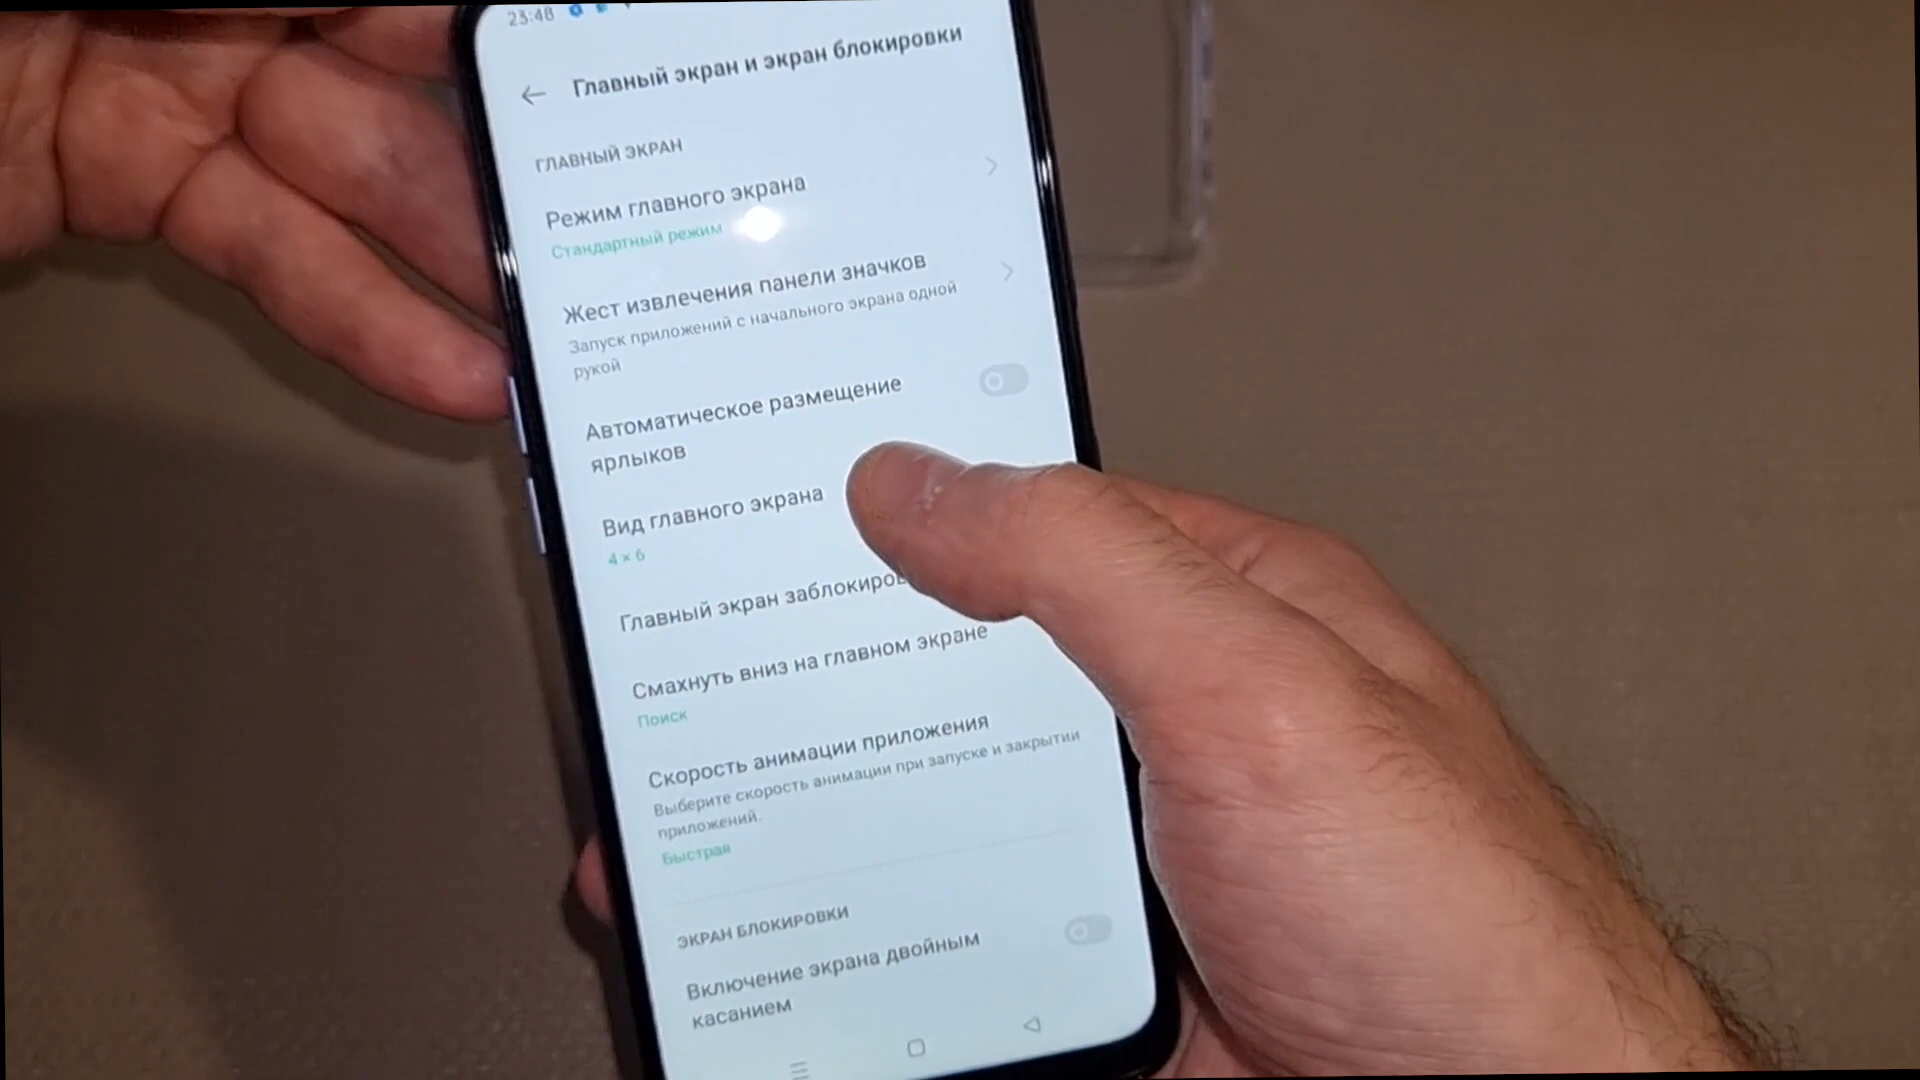 23:48
Главный экран и экран блокировки
ГЛАВНЫЙ ЭКРАН
Режим главного экрана
Стандартный режим
Жест извлечения панели значков
Запуск приложений с начального экрана одной
рукой
Автоматическое размещение
ярлыков
Вид главного экрана
4 × 6
Главный экран
Смахнуть вниз на главном экране
Поиск
Скорость анимации приложения
Выберите скорость анимации при запуске и закрытии
приложений.
Быстрая
ЭКРАН БЛОКИРОВКИ
Включение экрана двойным
касанием